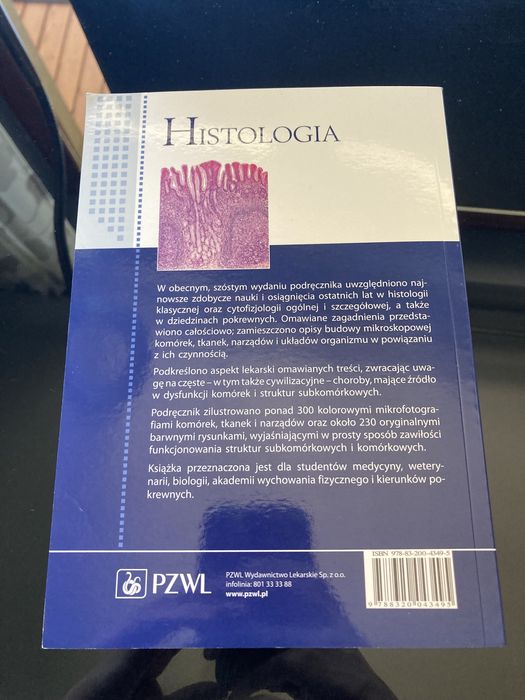 HISTOLOGIA
W obecnym, szóstym wydaniu podręcznika uwzględniono naj-
nowsze zdobycze nauki i osiągnięcia ostatnich lat w histologii
klasycznej oraz cytofizjologii ogólnej i szczegółowej, a także
w dziedzinach pokrewnych. Omawiane zagadnienia przedsta-
wiono całościowo; zamieszczono opisy budowy mikroskopowej
komórek, tkanek, narządów i układów organizmu w powiązaniu
z ich czynnością.
Podkreślono aspekt lekarski omawianych treści, zwracając uwa-
gę na częste – w tym także cywilizacyjne – choroby, mające źródło
w dysfunkcji komórek i struktur subkomórkowych.
Podręcznik zilustrowano ponad 300 kolorowymi mikrofotogra-
fiami komórek, tkanek i narządów oraz około 230 oryginalnymi
barwnymi rysunkami, wyjaśniającymi w prosty sposób zawiłości
funkcjonowania struktur subkomórkowych i komórkowych.
Książka przeznaczona jest dla studentów medycyny, wetery-
narii, biologii, akademii wychowania fizycznego i kierunków po-
krewnych.
PZWL
PZWL Wydawnictwo Lekarskie Sp. z o.o.
infolinia: 801 33 33 88
www.pzwl.pl
ISBN 978-83-200-4349-5
9 788320 043495